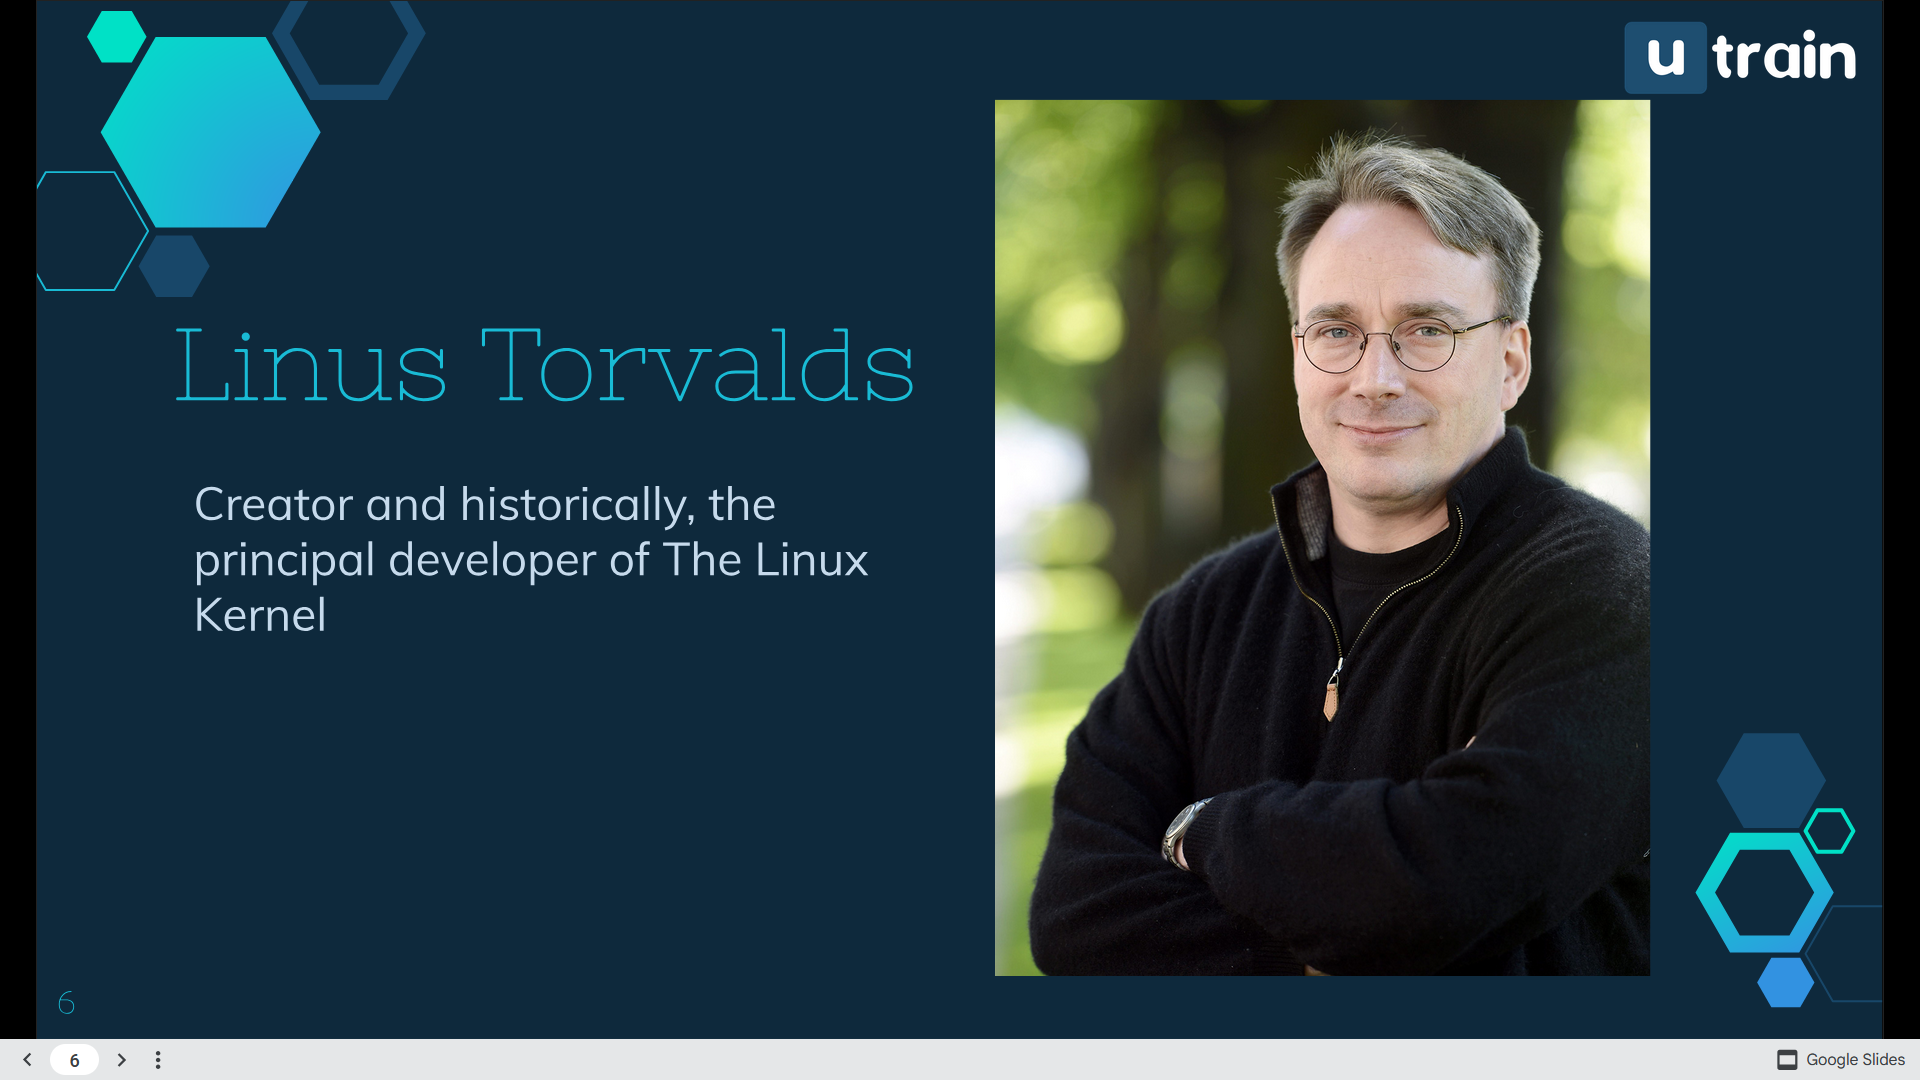 u train
Linus Torvalds
Creator and historically, the
principal developer of The Linux
Kernel
6
6
Google Slides